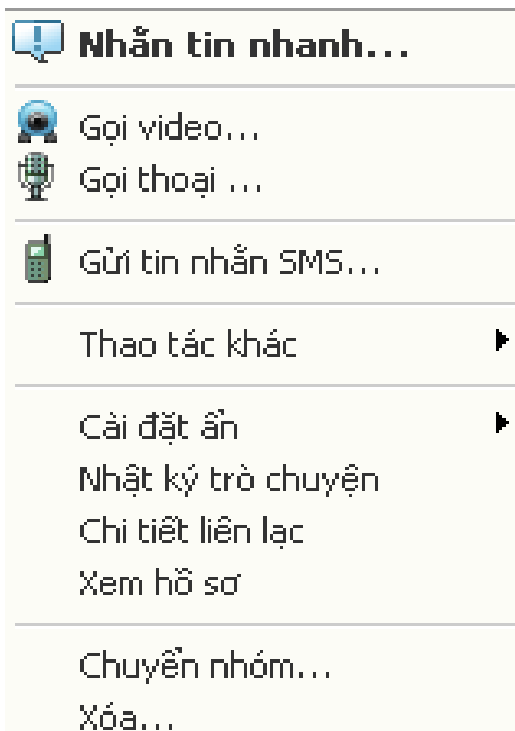 Nhắn tin nhanh...
Gọi video...
Gọi thoại ...
Gửi tin nhắn SMS...
Thao tác khác
Cài đặt ẩn
Nhật ký trò chuyện
Chi tiết liên lạc
Xem hồ sơ
Chuyển nhóm...
Xóa...